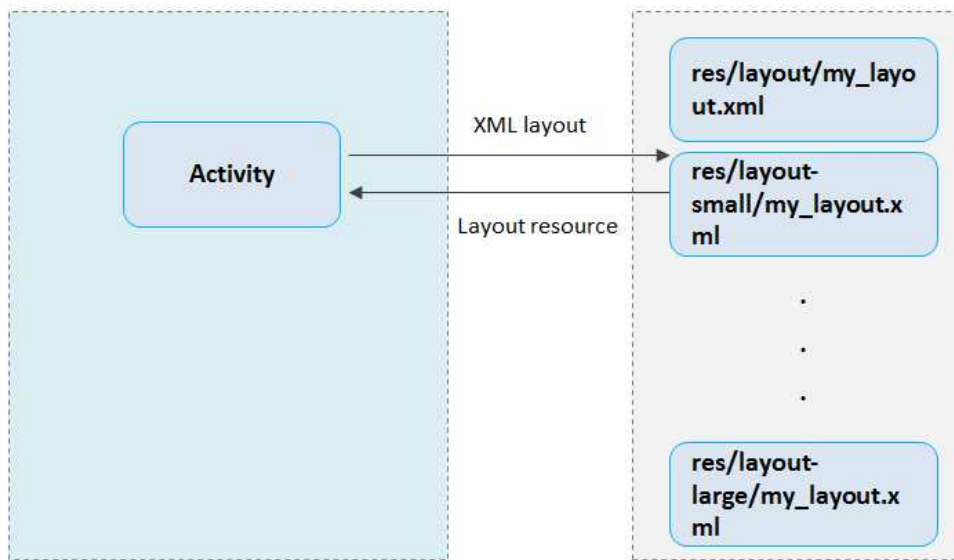 Activity
XML layout
Layout resource
res/layout/my_layo
ut.xml
res/layout-
small/my_layout.x
ml
.
.
.
res/layout-
large/my_layout.x
ml